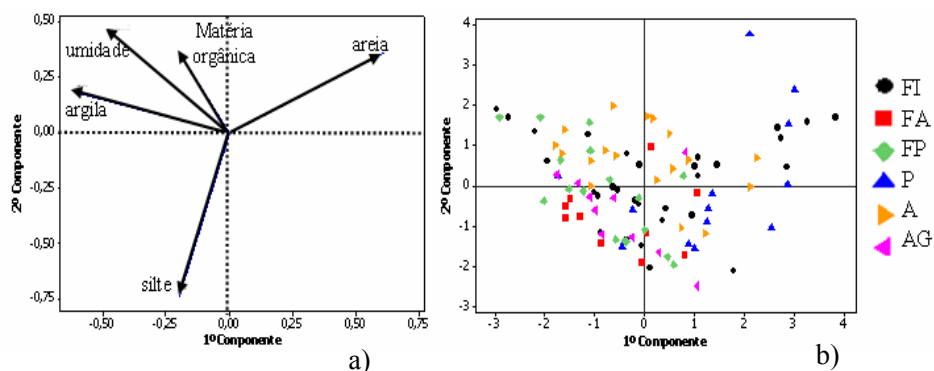 0,50
0,25
0,00
-0,25
-0,50
-0,75
2º Componente
umidade
Matéria
orgânica
areia
argila
silte
-0,50 -0,25 0,00 0,25 0,50 0,75
1º Componente
a)
4
3
2
1
0
-1
-2
-3
2º Componente
-3 -2 -1 0 1 2 3 4
1º Componente
b)
FI
FA
FP
P
A
AG